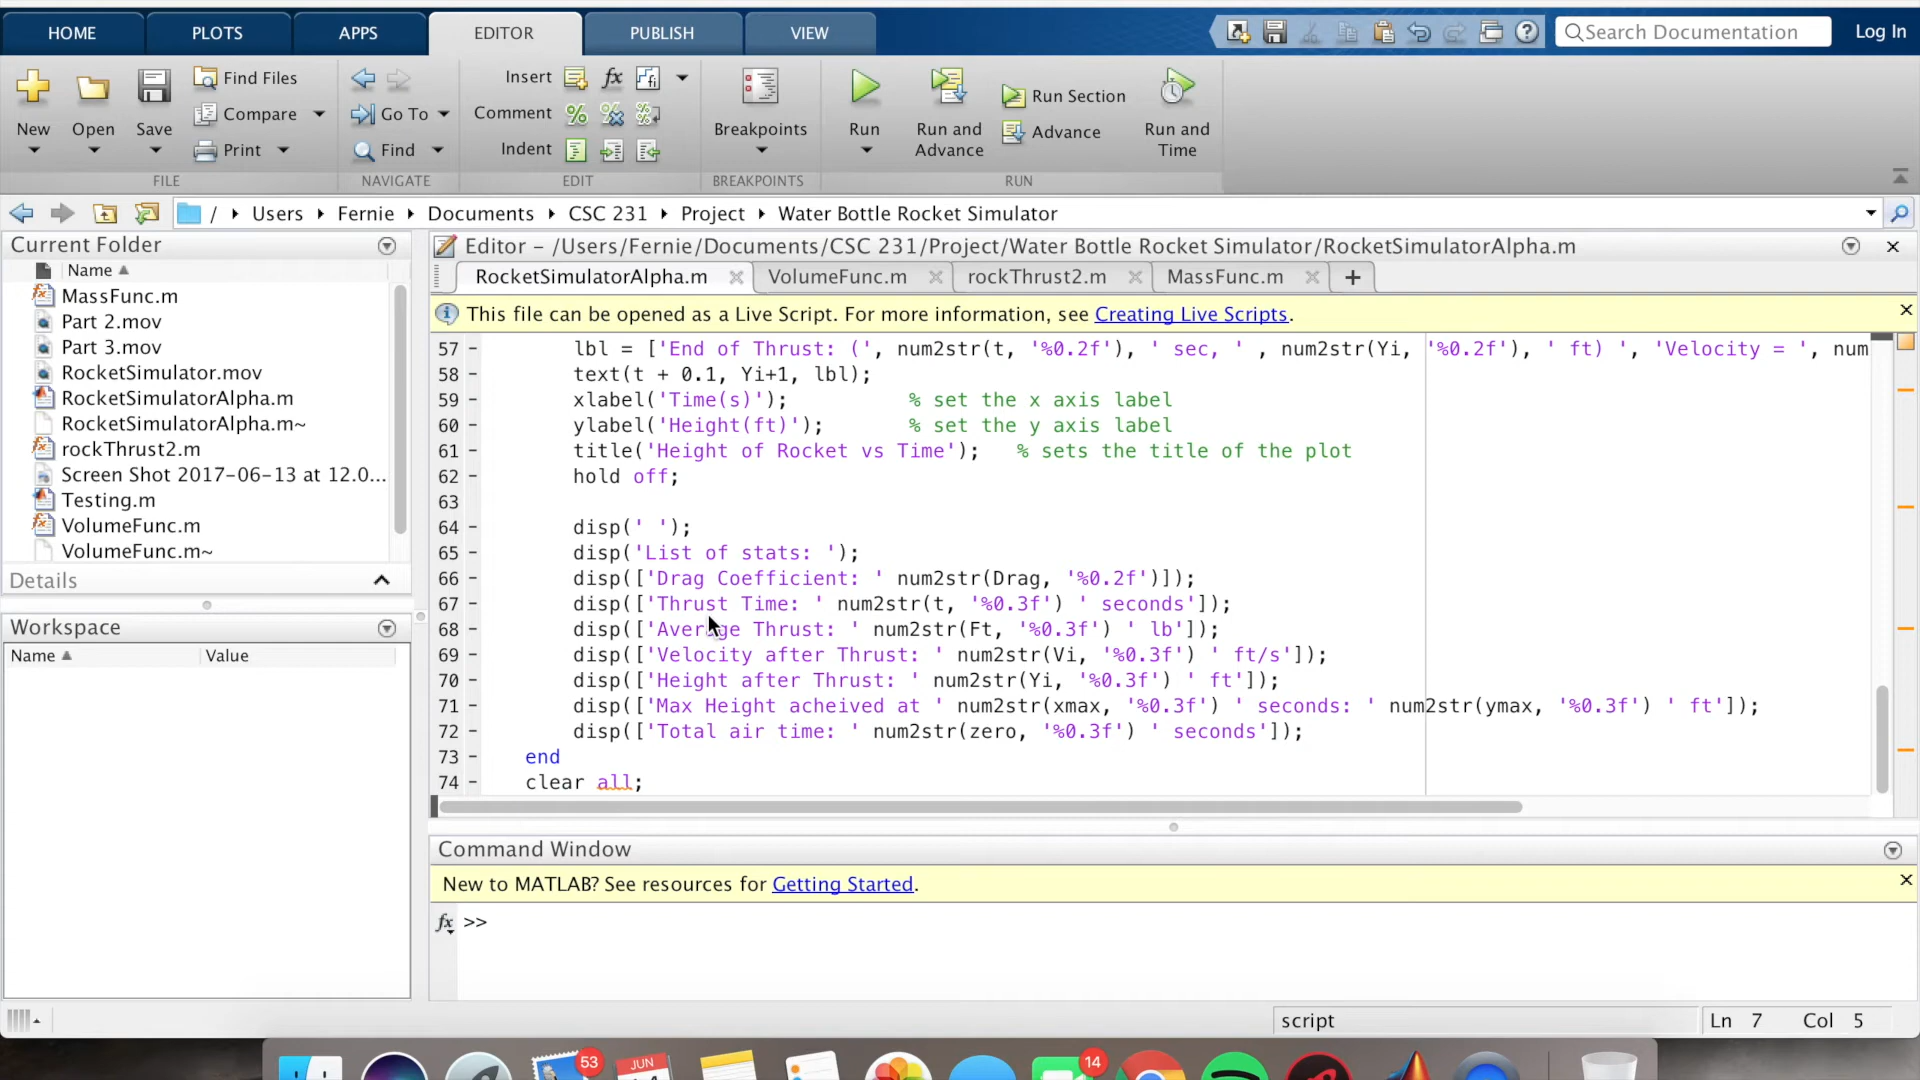 HOME PLOTS APPS EDITOR PUBLISH VIEW Search Documentation Log In
New Open Save Find Files Compare Print
FILE
Go To Find
NAVIGATE
Insert fx
Comment
Indent
EDIT
Breakpoints
BREAKPOINTS
Run Run and Advance Run Section Advance Run and Time
RUN
/ Users Fernie Documents CSC 231 Project Water Bottle Rocket Simulator
Current Folder
Name
MassFunc.m
Part 2.mov
Part 3.mov
RocketSimulator.mov
RocketSimulatorAlpha.m
RocketSimulatorAlpha.m~
rockThrust2.m
Screen Shot 2017-06-13 at 12.0...
Testing.m
VolumeFunc.m
VolumeFunc.m~
Details
Workspace
Name Value
Editor – /Users/Fernie/Documents/CSC 231/Project/Water Bottle Rocket Simulator/RocketSimulatorAlpha.m
RocketSimulatorAlpha.m VolumeFunc.m rockThrust2.m MassFunc.m +
This file can be opened as a Live Script. For more information, see Creating Live Scripts.
57 – lbl = ['End of Thrust: (', num2str(t, '%0.2f'), ' sec, ' , num2str(Yi, '%0.2f'), ' ft) ', 'Velocity = ', num
58 – text(t + 0.1, Yi+1, lbl);
59 – xlabel('Time(s)'); % set the x axis label
60 – ylabel('Height(ft)'); % set the y axis label
61 – title('Height of Rocket vs Time'); % sets the title of the plot
62 – hold off;
63
64 – disp(' ');
65 – disp('List of stats: ');
66 – disp(['Drag Coefficient: ' num2str(Drag, '%0.2f')]);
67 – disp(['Thrust Time: ' num2str(t, '%0.3f') ' seconds']);
68 – disp(['Average Thrust: ' num2str(Ft, '%0.3f') ' lb']);
69 – disp(['Velocity after Thrust: ' num2str(Vi, '%0.3f') ' ft/s']);
70 – disp(['Height after Thrust: ' num2str(Yi, '%0.3f') ' ft']);
71 – disp(['Max Height acheived at ' num2str(xmax, '%0.3f') ' seconds: ' num2str(ymax, '%0.3f') ' ft']);
72 – disp(['Total air time: ' num2str(zero, '%0.3f') ' seconds']);
73 – end
74 – clear all;
Command Window
New to MATLAB? See resources for Getting Started.
fx >>
script Ln 7 Col 5
53 JUN 14